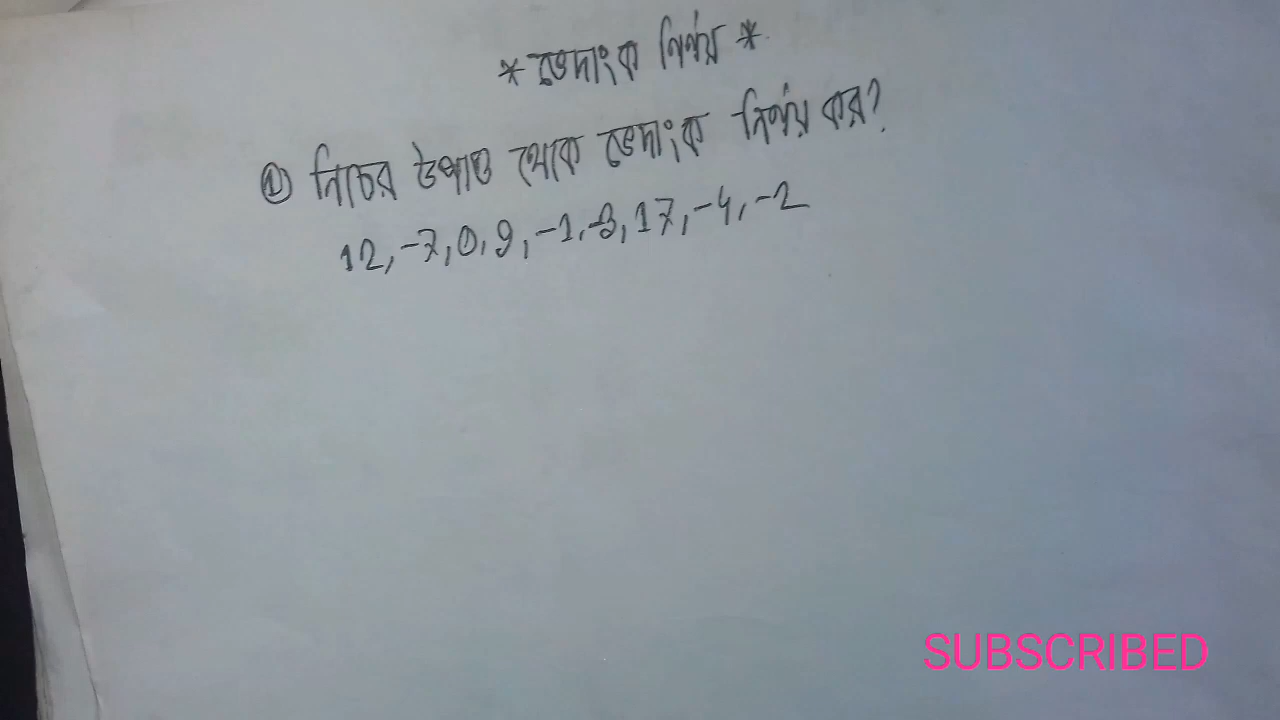 * ভেদাংক নির্ণয় *
① নিচের উপাত্ত থেকে ভেদাংক নির্ণয় কর?
12, -7, 0, 9, -1, -3, 17, -4, -2
SUBSCRIBED